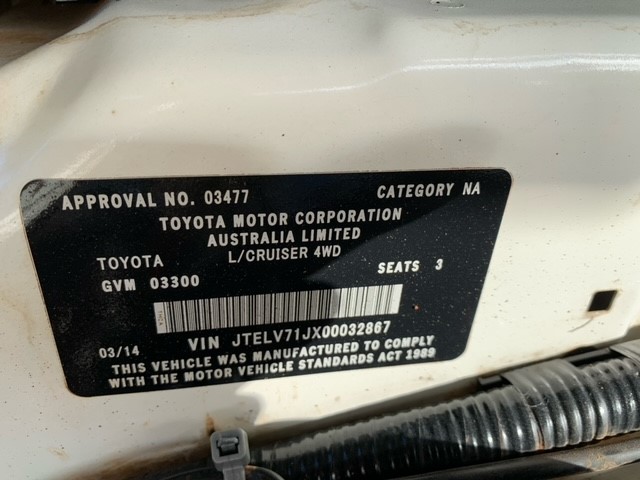 APPROVAL NO. 03477 CATEGORY NA
TOYOTA MOTOR CORPORATION
AUSTRALIA LIMITED
TOYOTA L/CRUISER 4WD
GVM 03300 SEATS 3
VIN JTELV71JX00032867
03/14
THIS VEHICLE WAS MANUFACTURED TO COMPLY
WITH THE MOTOR VEHICLE STANDARDS ACT 1989